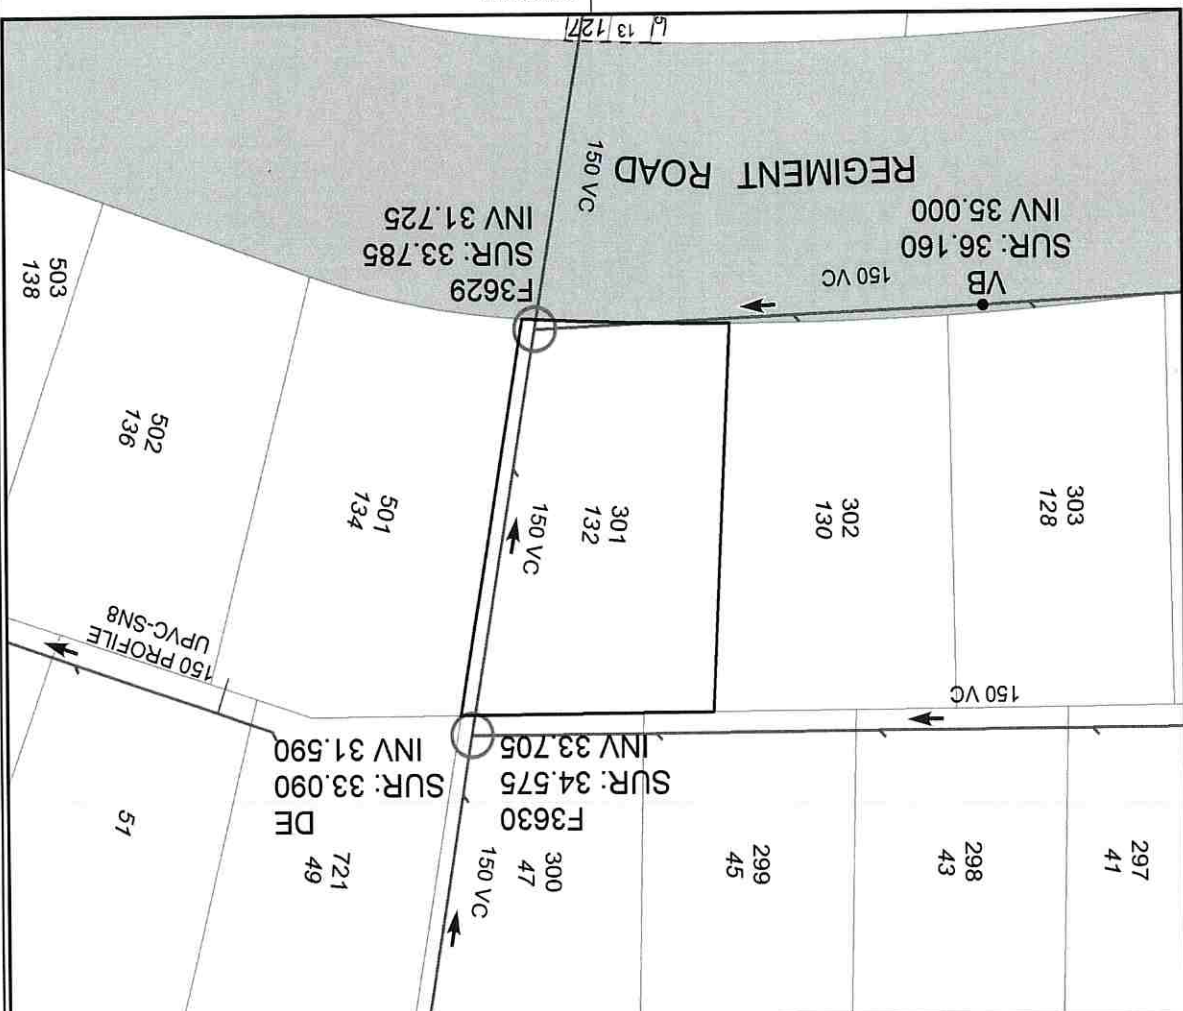 41
297
43
298
45
299
47
300
150 VC
49
721
51
F3630
SUR: 34.575
INV 33.705
DE
SUR: 33.090
INV 31.590
150 VC
150 PROFILE
UPVC-SN8
303
128
302
130
301
132
150 VC
501
134
502
136
503
138
VB
SUR: 36.160
INV 35.000
150 VC
F3629
SUR: 33.785
INV 31.725
REGIMENT ROAD
150 VC
127
13